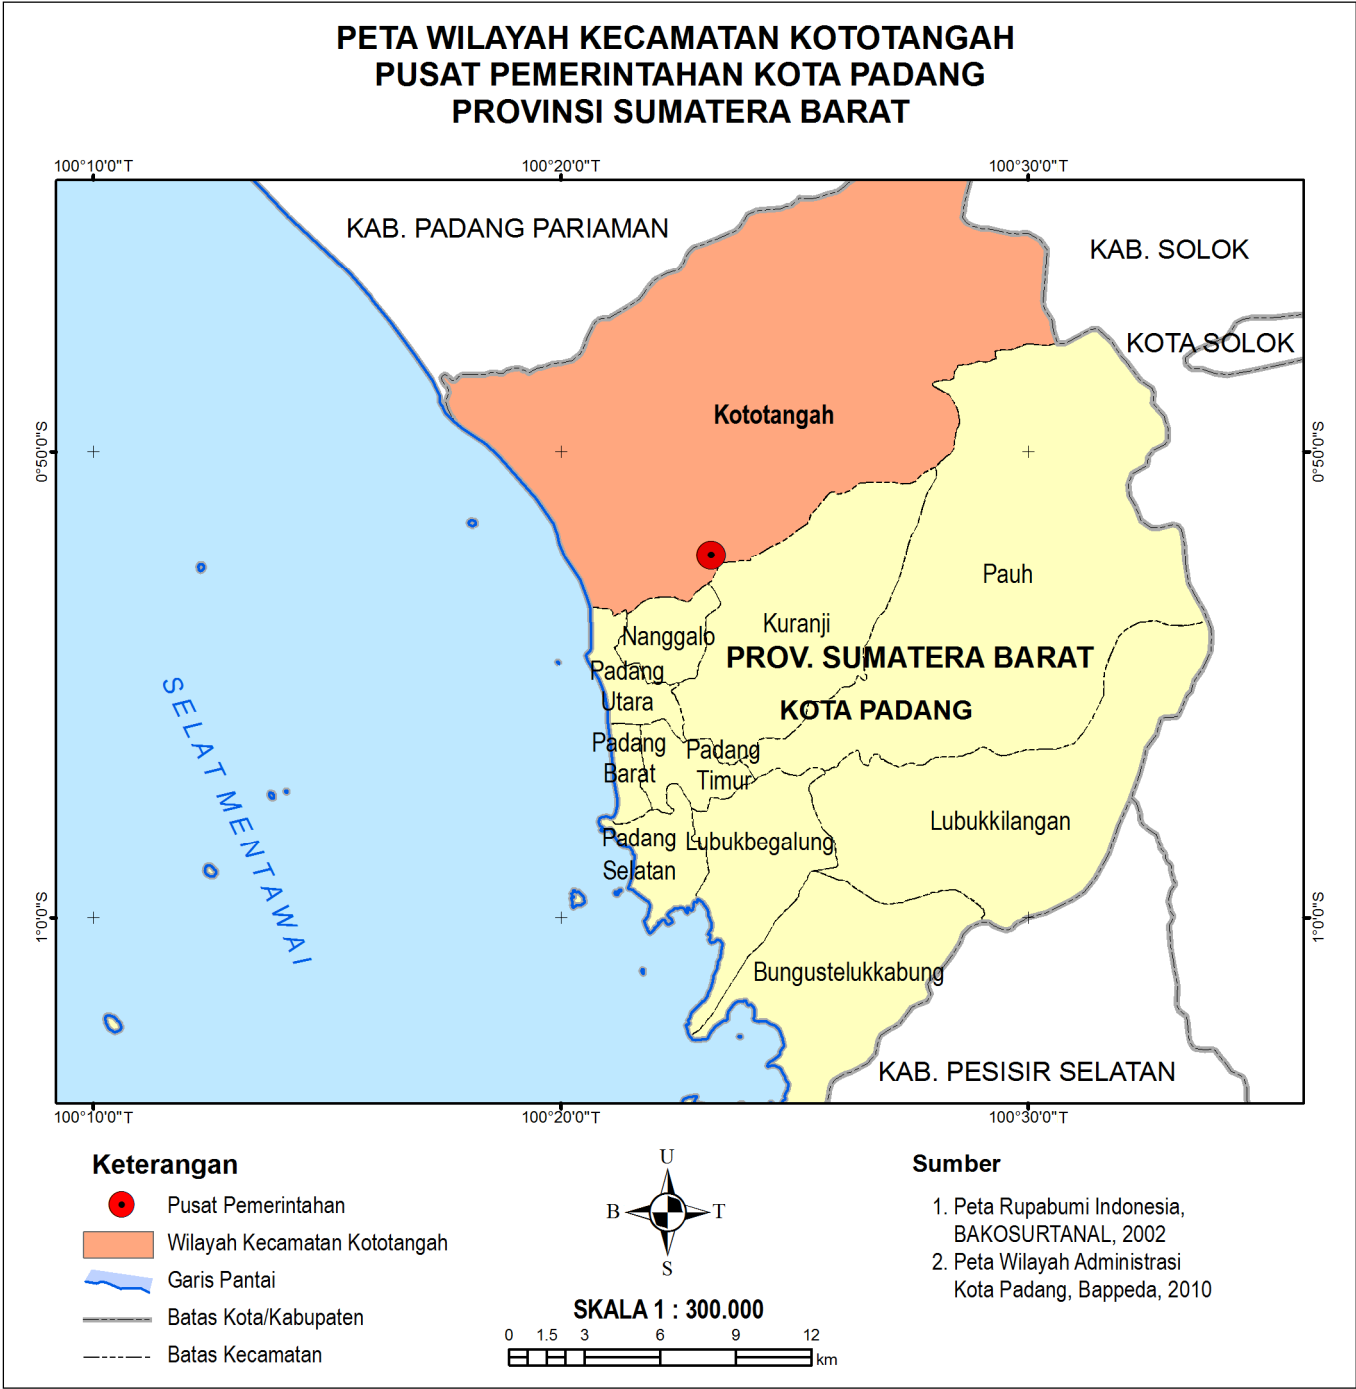 PETA WILAYAH KECAMATAN KOTOTANGAH
PUSAT PEMERINTAHAN KOTA PADANG
PROVINSI SUMATERA BARAT
100°10'0"T
100°20'0"T
100°30'0"T
KAB. PADANG PARIAMAN
KAB. SOLOK
KOTA SOLOK
Kototangah
0°50'0"S
0°50'0"S
Pauh
Kuranji
Nanggalo
PROV. SUMATERA BARAT
Padang
Utara
KOTA PADANG
Padang
Barat
Padang
Timur
Lubukkilangan
Padang
Selatan
Lubukbegalung
SELAT MENTAWAI
1°0'0"S
1°0'0"S
Bungustelukkabung
KAB. PESISIR SELATAN
100°10'0"T
100°20'0"T
100°30'0"T
Keterangan
Pusat Pemerintahan
Wilayah Kecamatan Kototangah
Garis Pantai
Batas Kota/Kabupaten
Batas Kecamatan
U
B
T
S
SKALA 1 : 300.000
0 1.5 3 6 9 12
km
Sumber
1. Peta Rupabumi Indonesia,
BAKOSURTANAL, 2002
2. Peta Wilayah Administrasi
Kota Padang, Bappeda, 2010